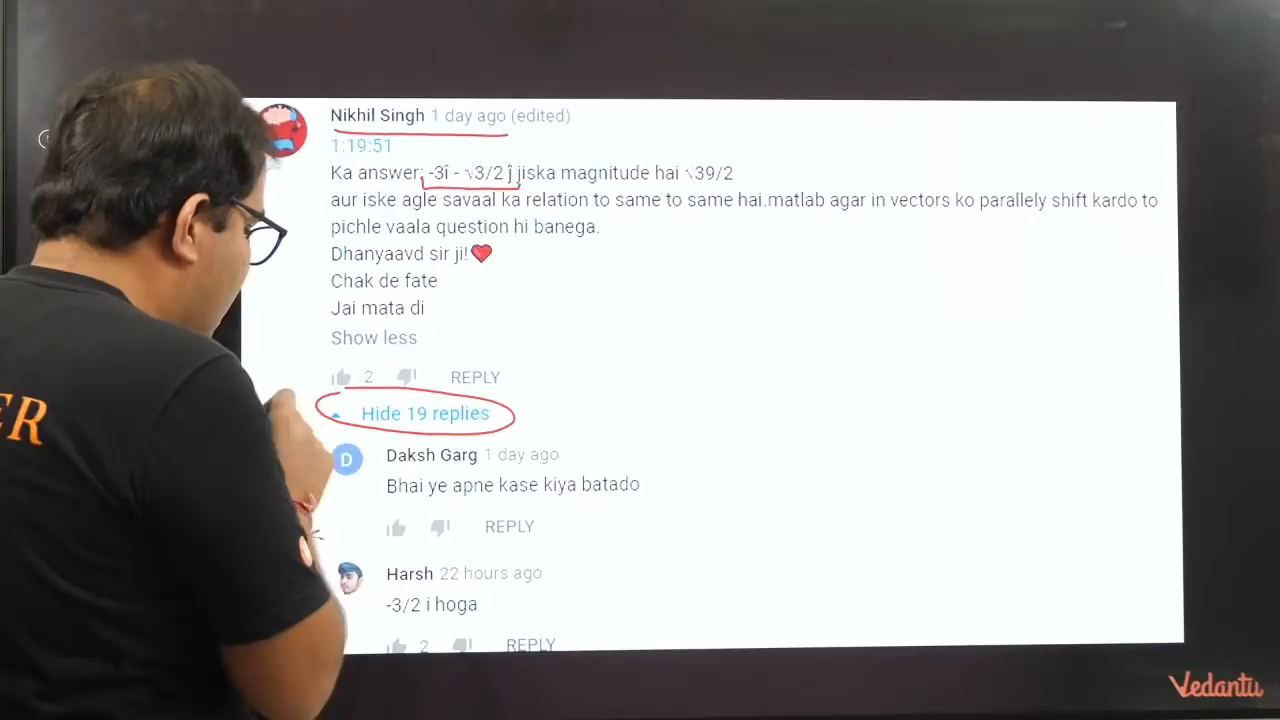 Nikhil Singh 1 day ago (edited)
1:19:51
Ka answer: -3î - √3/2 ĵ jiska magnitude hai √39/2
aur iske agle savaal ka relation to same to same hai.matlab agar in vectors ko parallely shift kardo to
pichle vaala question hi banega.
Dhanyaavd sir ji!❤️
Chak de fate
Jai mata di
Show less
2 REPLY
Hide 19 replies
D
Daksh Garg 1 day ago
Bhai ye apne kase kiya batado
REPLY
Harsh 22 hours ago
-3/2 i hoga
2 REPLY
ER
Vedantu